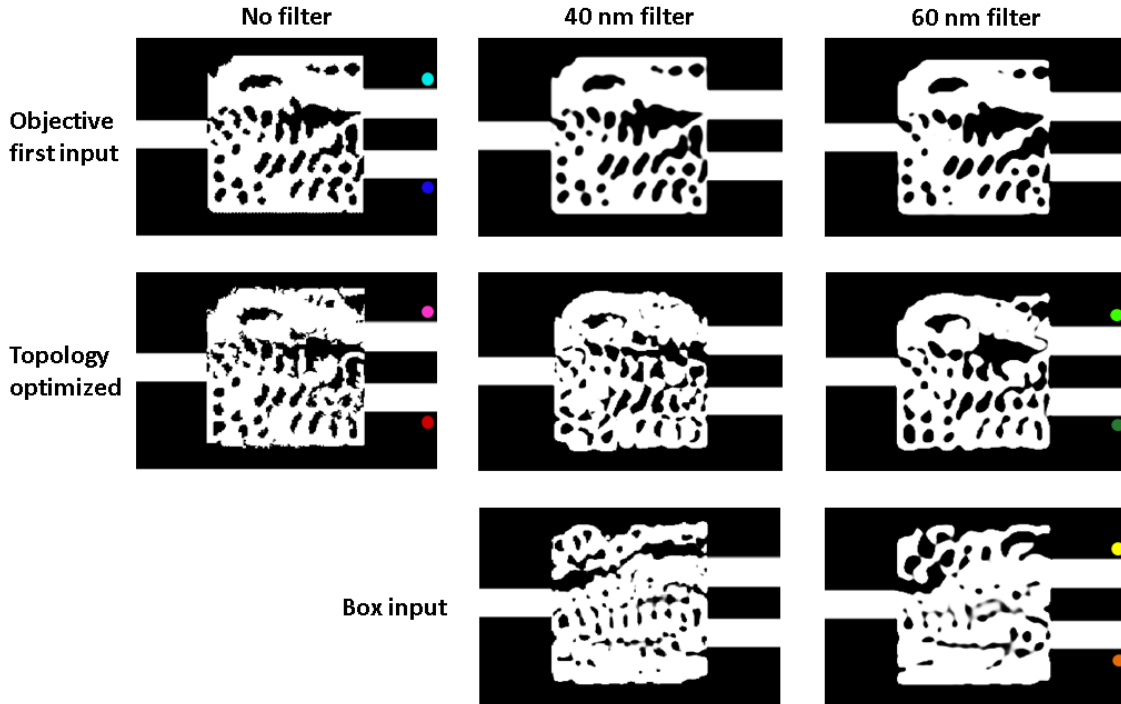 No filter
40 nm filter
60 nm filter
Objective
first input
Topology
optimized
Box input